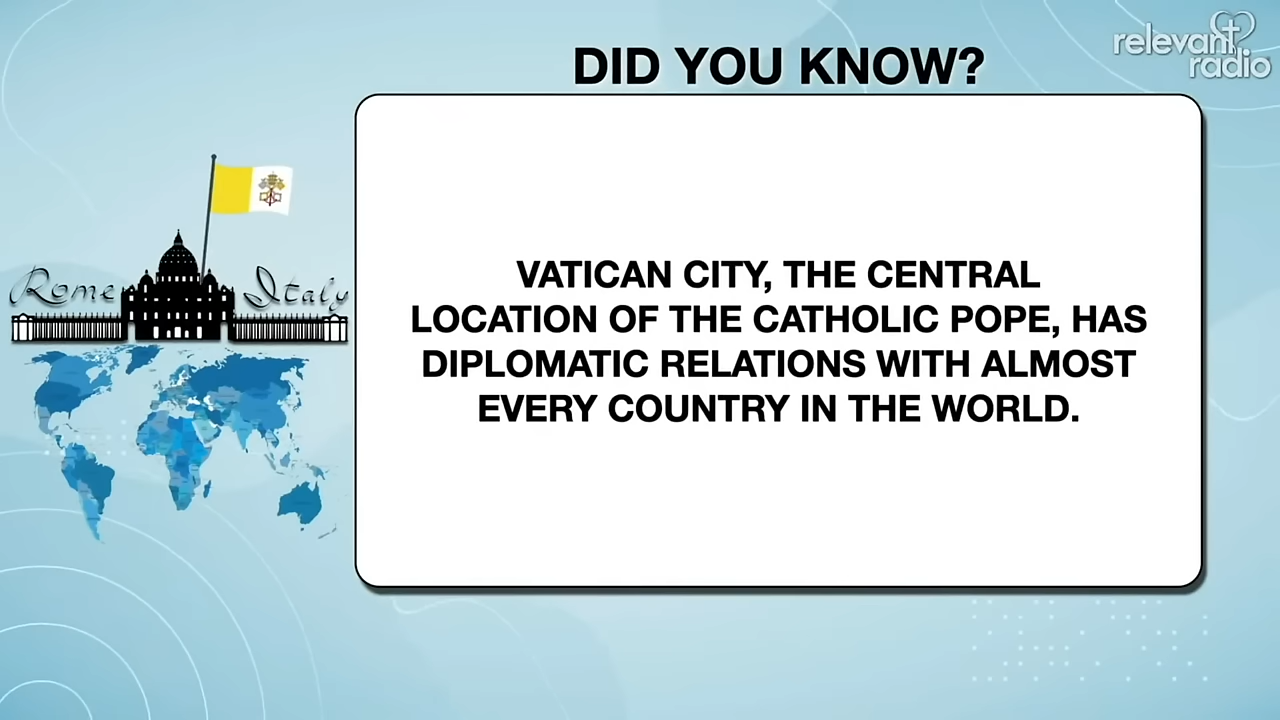 relevant
radio
DID YOU KNOW?
Rome Italy
VATICAN CITY, THE CENTRAL
LOCATION OF THE CATHOLIC POPE, HAS
DIPLOMATIC RELATIONS WITH ALMOST
EVERY COUNTRY IN THE WORLD.